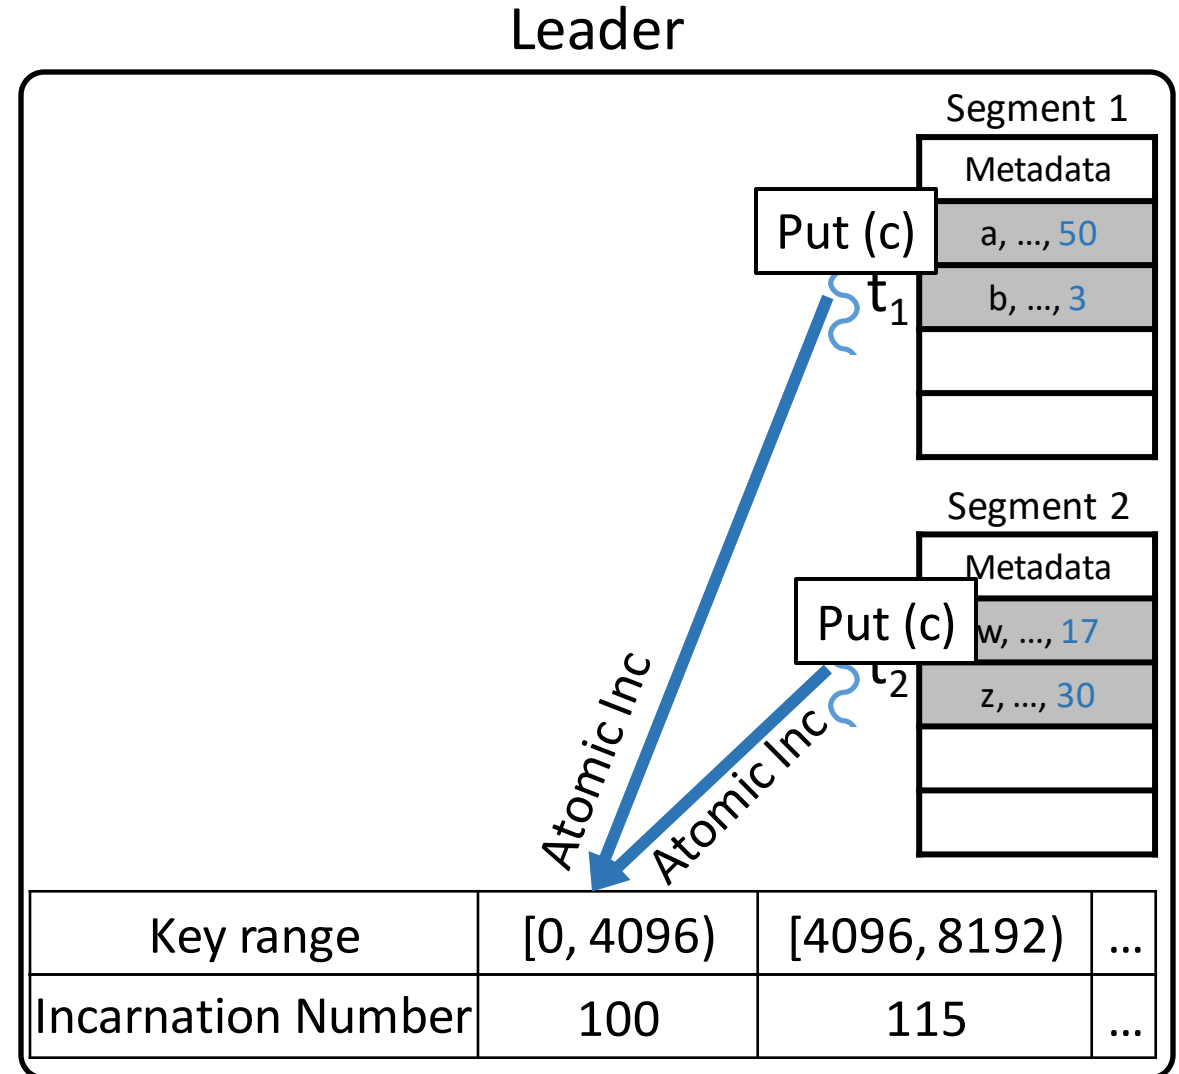 Leader
Segment 1
Metadata
Put (c)
a, ..., 50
t1
b, ..., 3
Segment 2
Metadata
Put (c)
w, ..., 17
t2
z, ..., 30
Atomic Inc
Atomic Inc
Key range [0, 4096) [4096, 8192) ...
Incarnation Number 100 115 ...